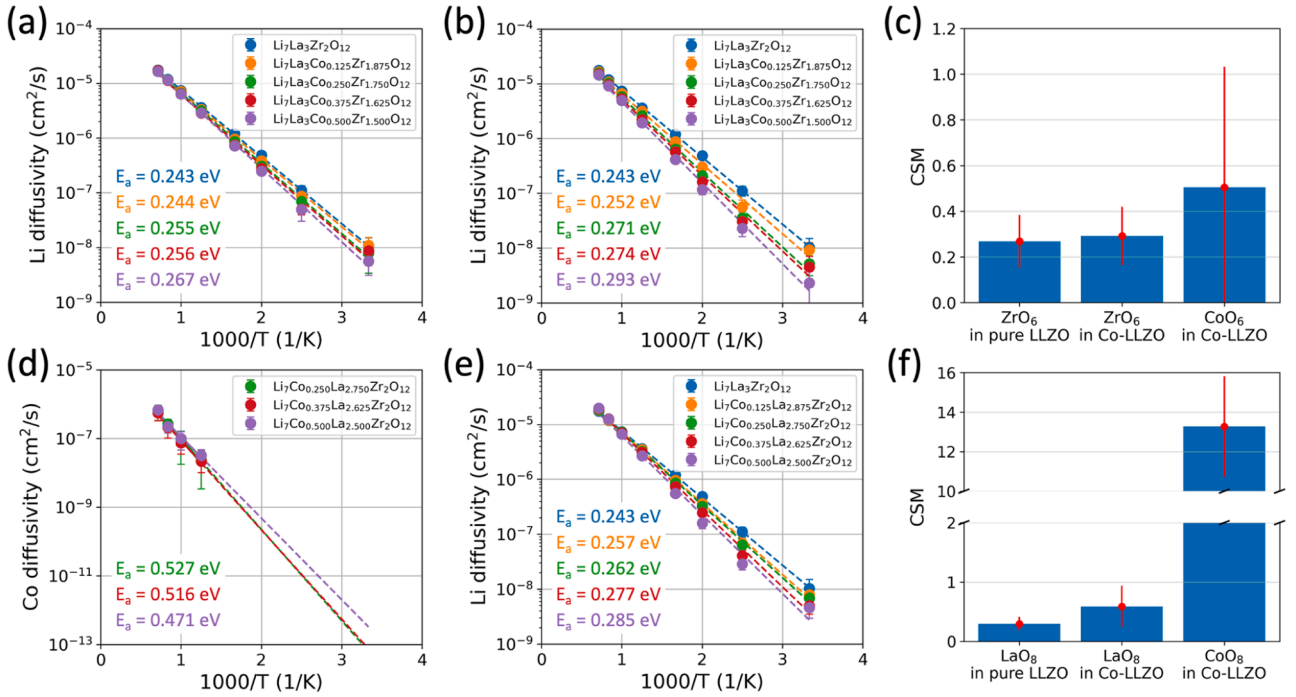 (a)
10⁻⁴
10⁻⁵
10⁻⁶
10⁻⁷
10⁻⁸
10⁻⁹
Li diffusivity (cm²/s)
Li₇La₃Zr₂O₁₂
Li₇La₃Co₀.₁₂₅Zr₁.₈₇₅O₁₂
Li₇La₃Co₀.₂₅₀Zr₁.₇₅₀O₁₂
Li₇La₃Co₀.₃₇₅Zr₁.₆₂₅O₁₂
Li₇La₃Co₀.₅₀₀Zr₁.₅₀₀O₁₂
Eₐ = 0.243 eV
Eₐ = 0.244 eV
Eₐ = 0.255 eV
Eₐ = 0.256 eV
Eₐ = 0.267 eV
0 1 2 3 4
1000/T (1/K)
(b)
10⁻⁴
10⁻⁵
10⁻⁶
10⁻⁷
10⁻⁸
10⁻⁹
Li diffusivity (cm²/s)
Li₇La₃Zr₂O₁₂
Li₇La₃Co₀.₁₂₅Zr₁.₈₇₅O₁₂
Li₇La₃Co₀.₂₅₀Zr₁.₇₅₀O₁₂
Li₇La₃Co₀.₃₇₅Zr₁.₆₂₅O₁₂
Li₇La₃Co₀.₅₀₀Zr₁.₅₀₀O₁₂
Eₐ = 0.243 eV
Eₐ = 0.252 eV
Eₐ = 0.271 eV
Eₐ = 0.274 eV
Eₐ = 0.293 eV
0 1 2 3 4
1000/T (1/K)
(c)
1.2
1.0
0.8
0.6
0.4
0.2
0.0
CSM
ZrO₆ ZrO₆ CoO₆
in pure LLZO in Co-LLZO in Co-LLZO
(d)
10⁻⁵
10⁻⁷
10⁻⁹
10⁻¹¹
10⁻¹³
Co diffusivity (cm²/s)
Li₇Co₀.₂₅₀La₂.₇₅₀Zr₂O₁₂
Li₇Co₀.₃₇₅La₂.₆₂₅Zr₂O₁₂
Li₇Co₀.₅₀₀La₂.₅₀₀Zr₂O₁₂
Eₐ = 0.527 eV
Eₐ = 0.516 eV
Eₐ = 0.471 eV
0 1 2 3 4
1000/T (1/K)
(e)
10⁻⁴
10⁻⁵
10⁻⁶
10⁻⁷
10⁻⁸
10⁻⁹
Li diffusivity (cm²/s)
Li₇La₃Zr₂O₁₂
Li₇Co₀.₁₂₅La₂.₈₇₅Zr₂O₁₂
Li₇Co₀.₂₅₀La₂.₇₅₀Zr₂O₁₂
Li₇Co₀.₃₇₅La₂.₆₂₅Zr₂O₁₂
Li₇Co₀.₅₀₀La₂.₅₀₀Zr₂O₁₂
Eₐ = 0.243 eV
Eₐ = 0.257 eV
Eₐ = 0.262 eV
Eₐ = 0.277 eV
Eₐ = 0.285 eV
0 1 2 3 4
1000/T (1/K)
(f)
16
14
12
10
2
1
0
CSM
LaO₈ LaO₈ CoO₈
in pure LLZO in Co-LLZO in Co-LLZO